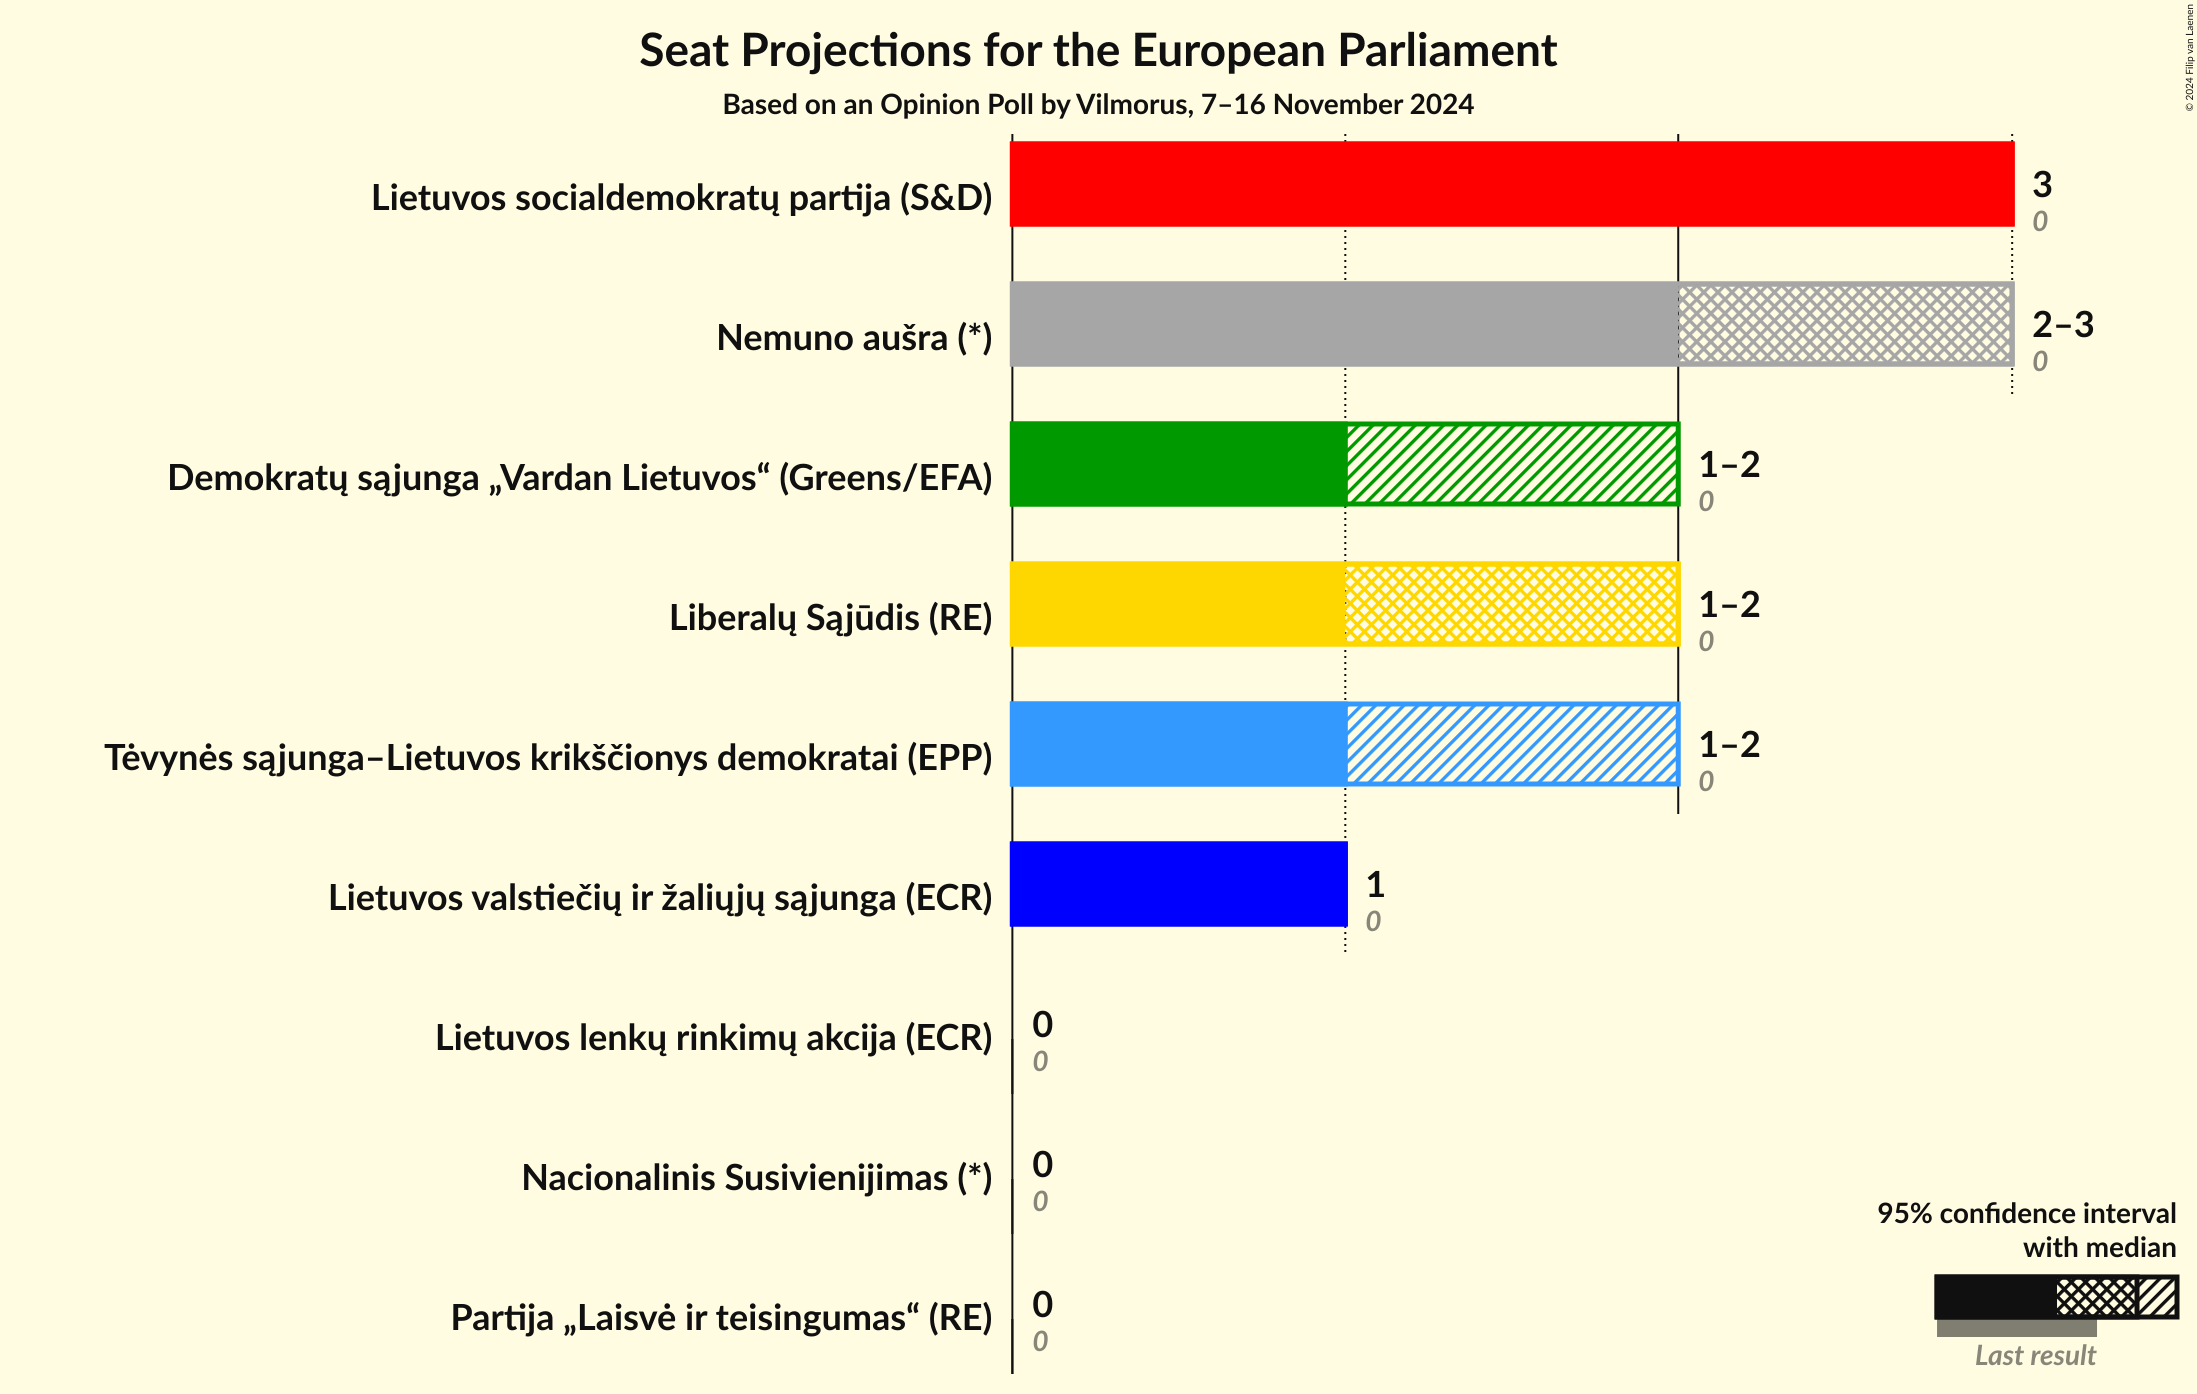 Seat Projections for the European Parliament
Based on an Opinion Poll by Vilmorus, 7–16 November 2024
© 2024 Filip van Laenen
Lietuvos socialdemokratų partija (S&D)
3
0
Nemuno aušra (*)
2–3
0
Demokratų sąjunga „Vardan Lietuvos“ (Greens/EFA)
1–2
0
Liberalų Sąjūdis (RE)
1–2
0
Tėvynės sąjunga–Lietuvos krikščionys demokratai (EPP)
1–2
0
Lietuvos valstiečių ir žaliųjų sąjunga (ECR)
1
0
Lietuvos lenkų rinkimų akcija (ECR)
0
0
Nacionalinis Susivienijimas (*)
0
0
Partija „Laisvė ir teisingumas“ (RE)
0
0
95% confidence interval
with median
Last result